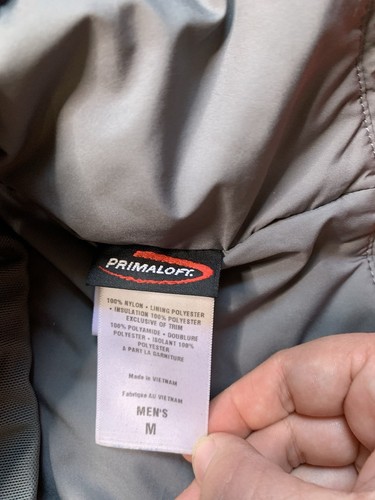 PRIMALOFT.
100% NYLON • LINING POLYESTER
• INSULATION 100% POLYESTER
EXCLUSIVE OF TRIM
100% POLYAMIDE • DOUBLURE
POLYESTER • ISOLANT 100%
POLYESTER
À PART LA GARNITURE
Made in VIETNAM
Fabriqué AU VIETNAM
MEN'S
M